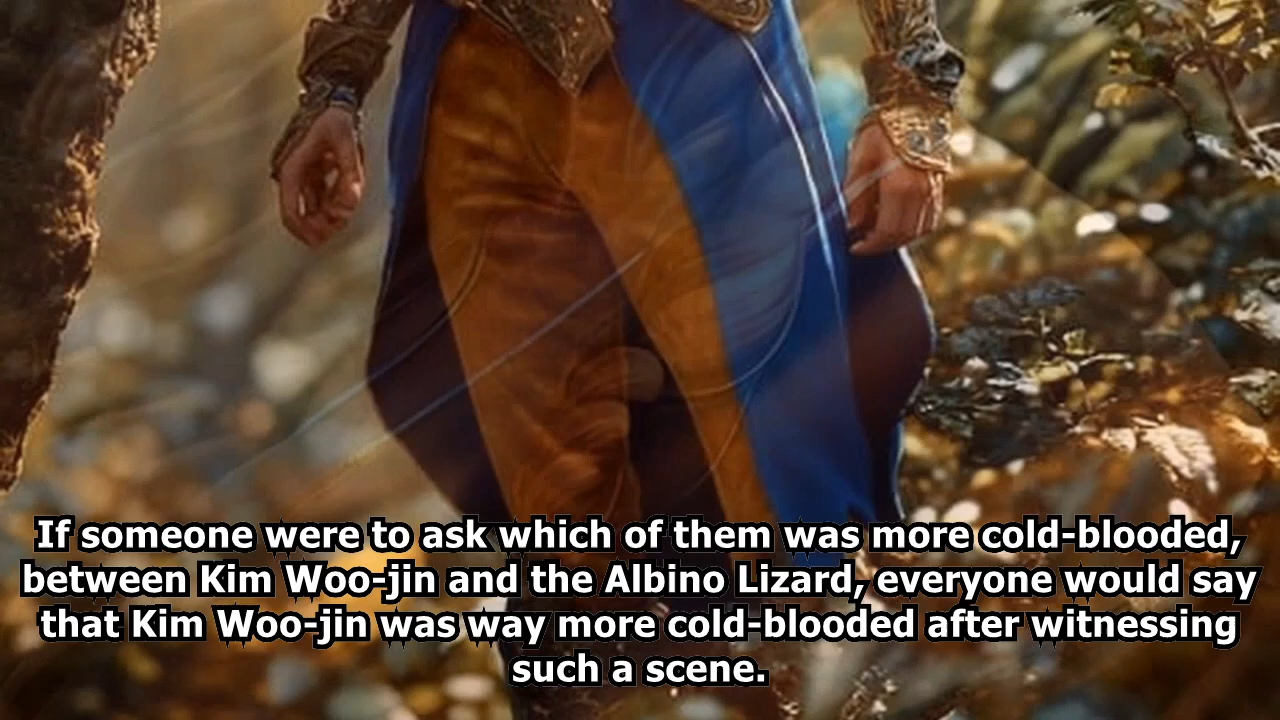 If someone were to ask which of them was more cold-blooded,
between Kim Woo-jin and the Albino Lizard, everyone would say
that Kim Woo-jin was way more cold-blooded after witnessing
such a scene.